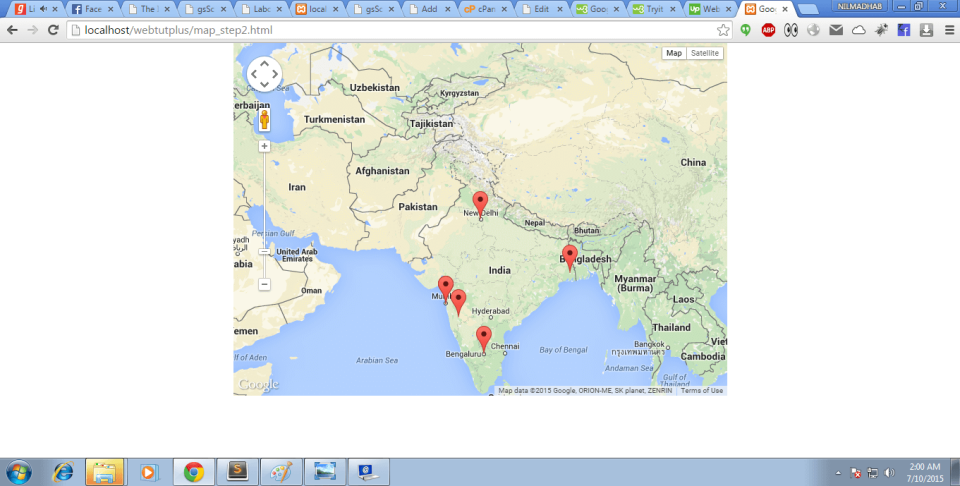 Li
Face
The
gsSc
Labo
local
gsSc
Add
cPan
Edit
Goo
Tryit
Web
Goo
NILMADHAB
localhost/webtutplus/map_step2.html
ABP
Map Satellite
Uzbekistan
Kyrgyzstan
erbaijan
Turkmenistan
Tajikistan
China
Afghanistan
Iran
Pakistan
New Delhi
Nepal
Bhutan
Persian Gulf
yadh
United Arab
Emirates
abia
India
Bangladesh
Myanmar
(Burma)
Oman
Mu
Hyderabad
Laos
emen
Thailand
Bengaluru
Chennai
Bay of Bengal
Bangkok
กรุงเทพมหานคร
Viet
Cambodia
lf of Aden
Arabian Sea
Andaman Sea
Gulf of
Thailand
Google
Map data ©2015 Google, ORION-ME, SK planet, ZENRIN Terms of Use
2:00 AM
7/10/2015